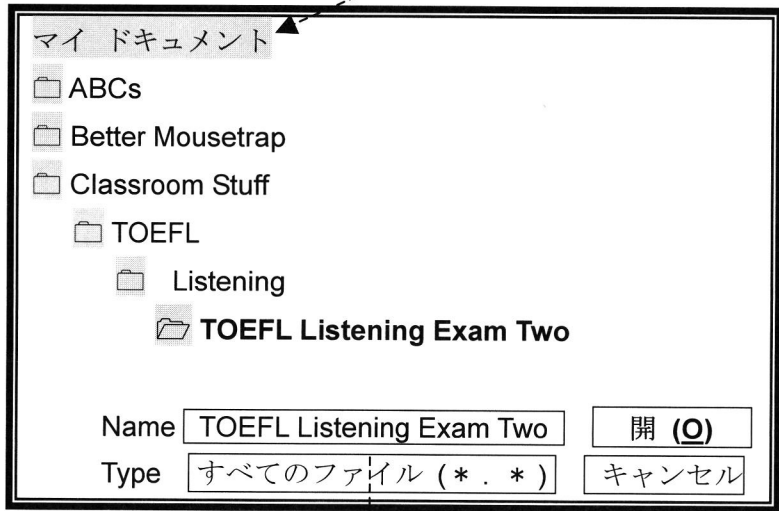 マイ ドキュメント
ABCs
Better Mousetrap
Classroom Stuff
TOEFL
Listening
TOEFL Listening Exam Two
Name TOEFL Listening Exam Two 開 (O)
Type すべてのファイル (* . *) キャンセル